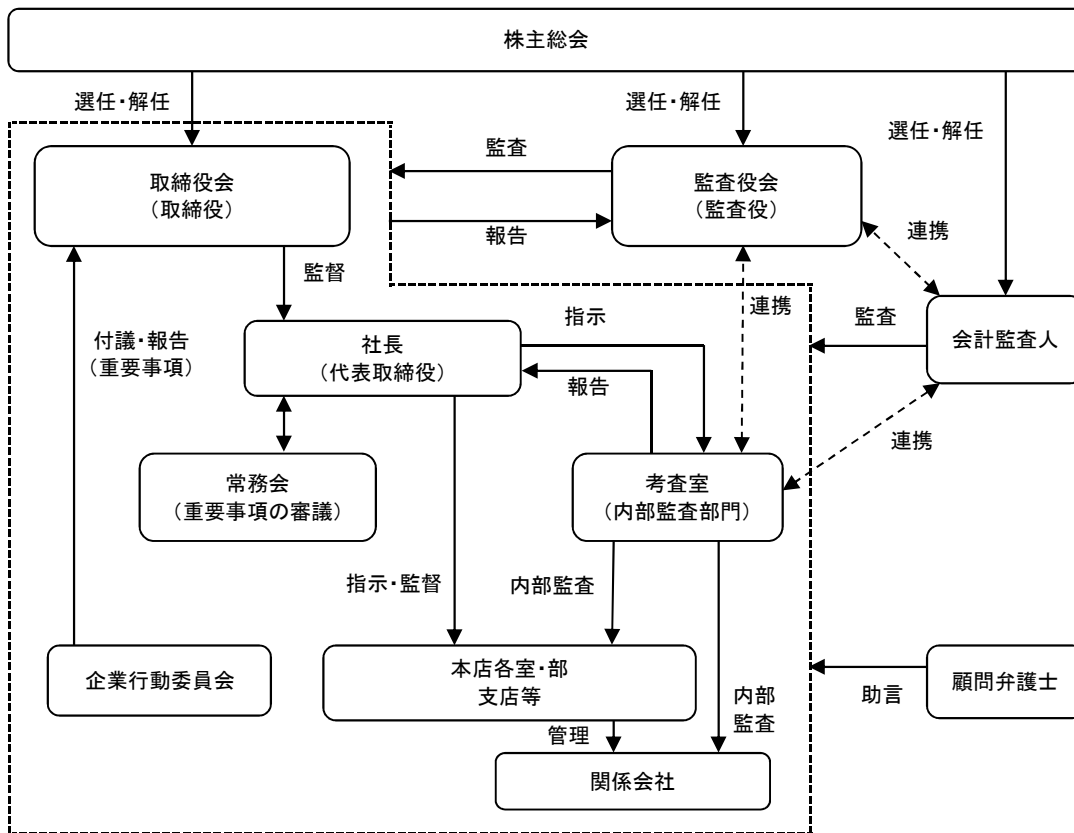 株主総会
選任・解任
選任・解任
選任・解任
取締役会
（取締役）
監査
報告
監査役会
（監査役）
連携
監督
連携
付議・報告
（重要事項）
社長
（代表取締役）
指示
報告
監査
会計監査人
連携
常務会
（重要事項の審議）
考査室
（内部監査部門）
指示・監督
内部監査
企業行動委員会
本店各室・部
支店等
内部
監査
助言
顧問弁護士
管理
関係会社